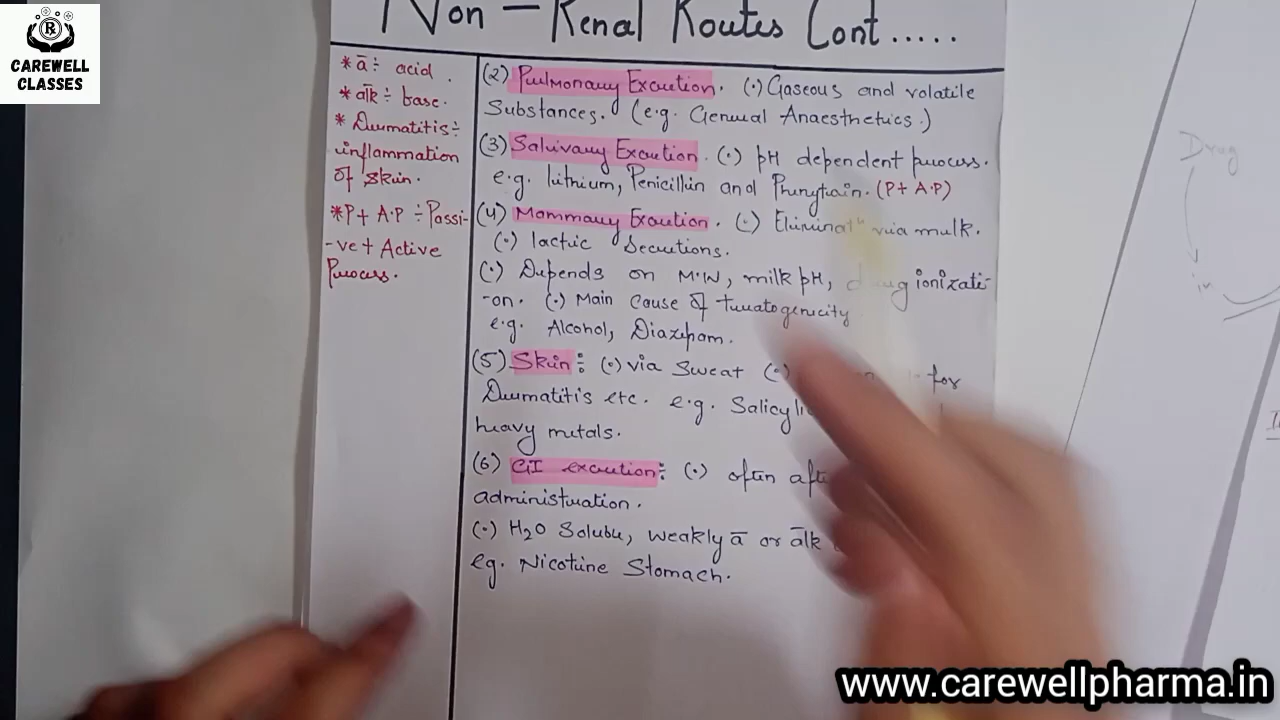 CAREWELL
CLASSES
Non - Renal Routes Cont.....
* ā ÷ acid.
* ālk ÷ base.
* Dermatitis ÷
inflammation
of Skin.
* P + A.P ÷ Passi-
-ve + Active
Process.
(2) Pulmonary Excretion. (•) Gaseous and volatile
Substances. (e.g. General Anaesthetics.)
(3) Salivary Excretion. (•) pH dependent process.
e.g. lithium, Penicillin and Phenytoin. (P+ A.P)
(4) Mammary Excretion. (•) Eliminatⁿ via milk.
(•) lactic Secretions.
(•) Depends on M.W, milk pH, drug ionizati-
-on. (•) Main Cause of teratogenicity
e.g. Alcohol, Diazepam.
(5) Skin: (•) via Sweat (•) for
Dermatitis etc. e.g.
heavy metals.
(6) GI excretion: (•) often
administration.
(•) H2O Soluble, weakly ā or ālk
eg. Nicotine Stomach.
Drug
www.carewellpharma.in